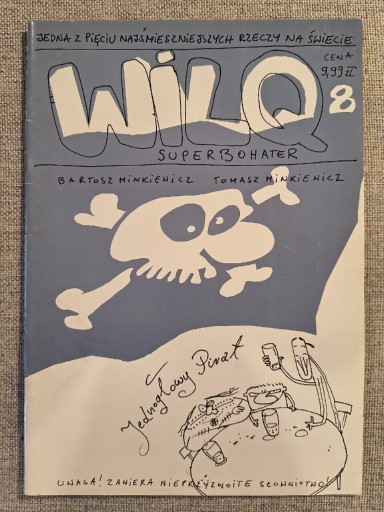 JEDNA Z PIĘCIU NAJŚMIESZNIEJSZYCH RZECZY NA ŚWIECIE
WILQ
CENA
9,99 ZŁ
8
SUPERBOHATER
BARTOSZ MINKIEWICZ TOMASZ MINKIEWICZ
Jednogłowy Pirat
UWAGA! ZAWIERA NIEPRZYZWOITE SŁOWNICTWO!